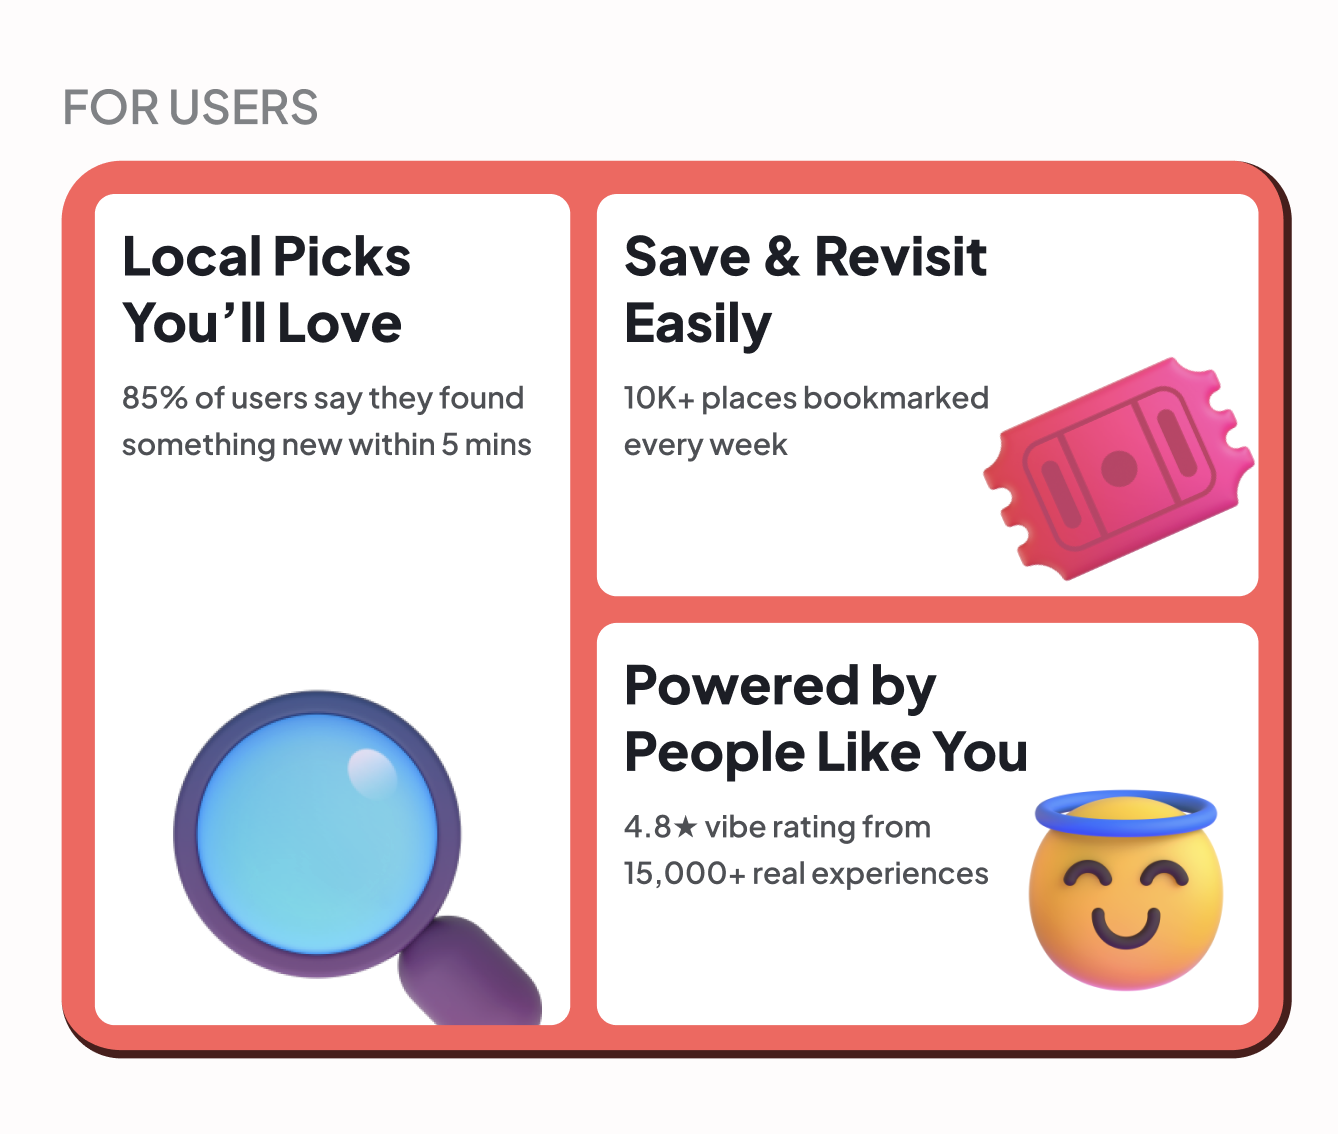 FOR USERS
Local Picks
You’ll Love
85% of users say they found
something new within 5 mins
Save & Revisit
Easily
10K+ places bookmarked
every week
Powered by
People Like You
4.8★ vibe rating from
15,000+ real experiences